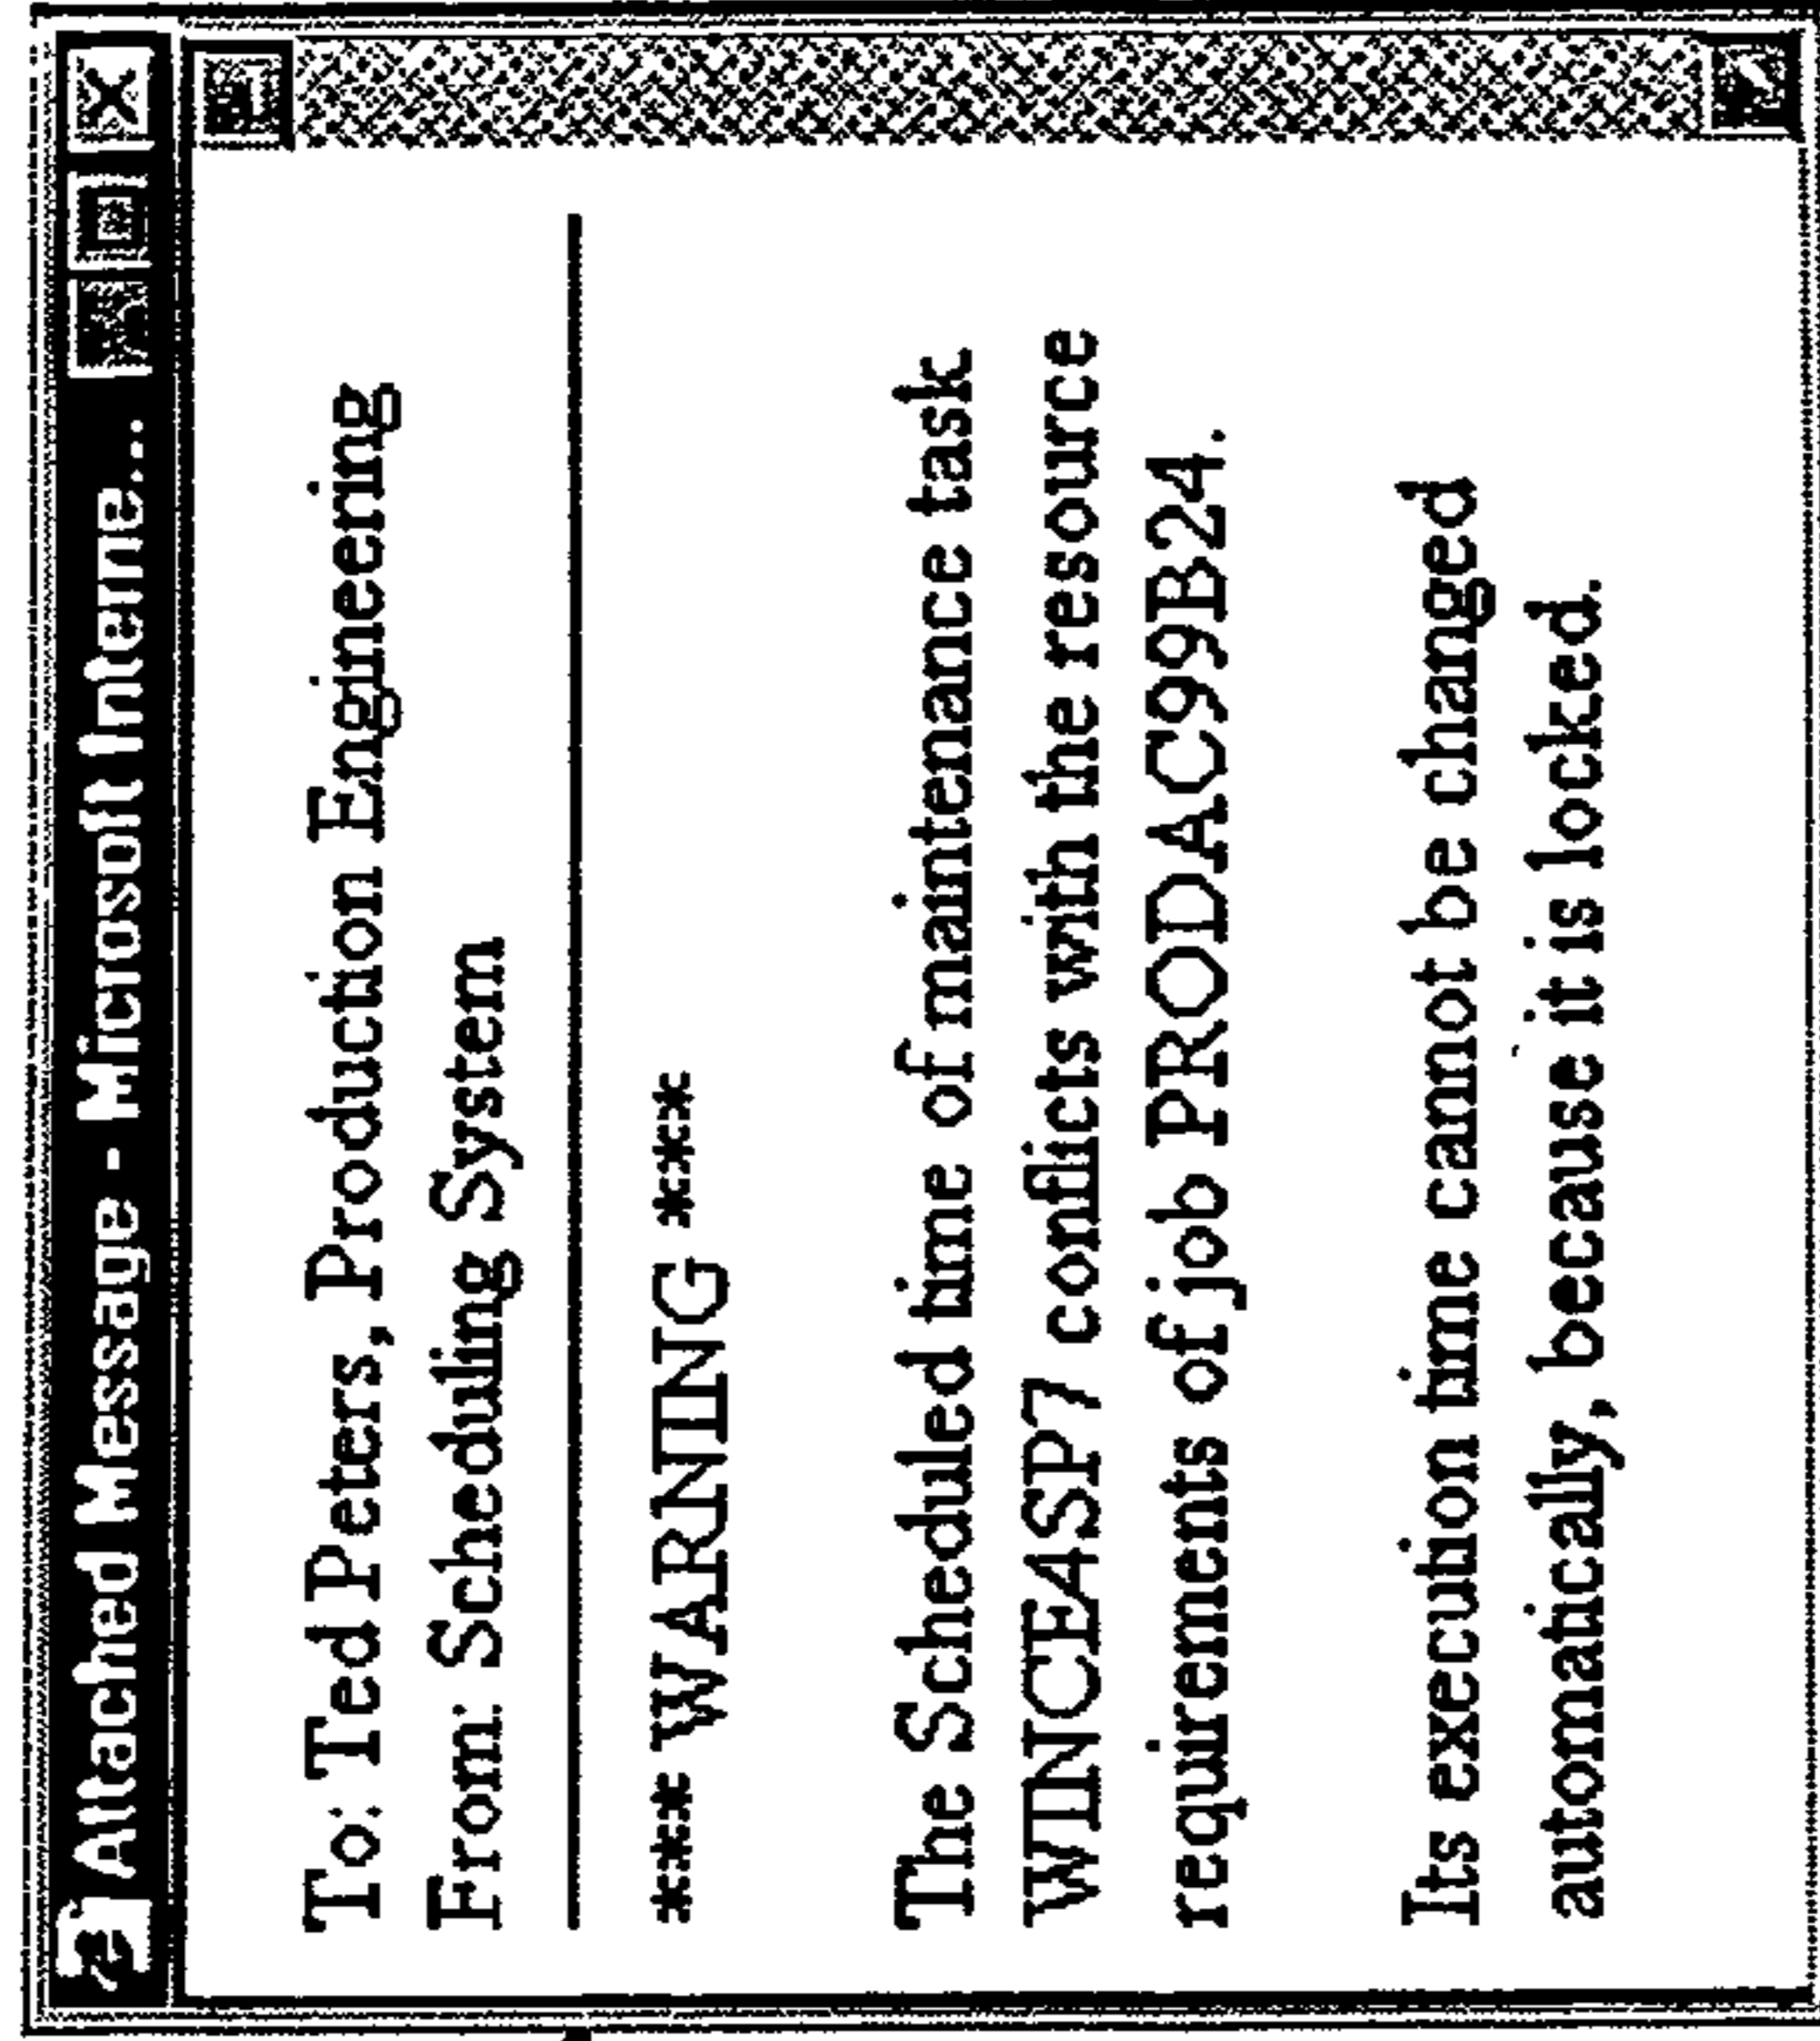 Attached Message - Microsoft Interne...
To: Ted Peters, Production Engineering
From: Scheduling System
**** WARNING ****
The Scheduled time of maintenance task
WINCE4SP7 conflicts with the resource
requirements of job PRODAC99B24.
Its execution time cannot be changed
automatically, because it is locked.